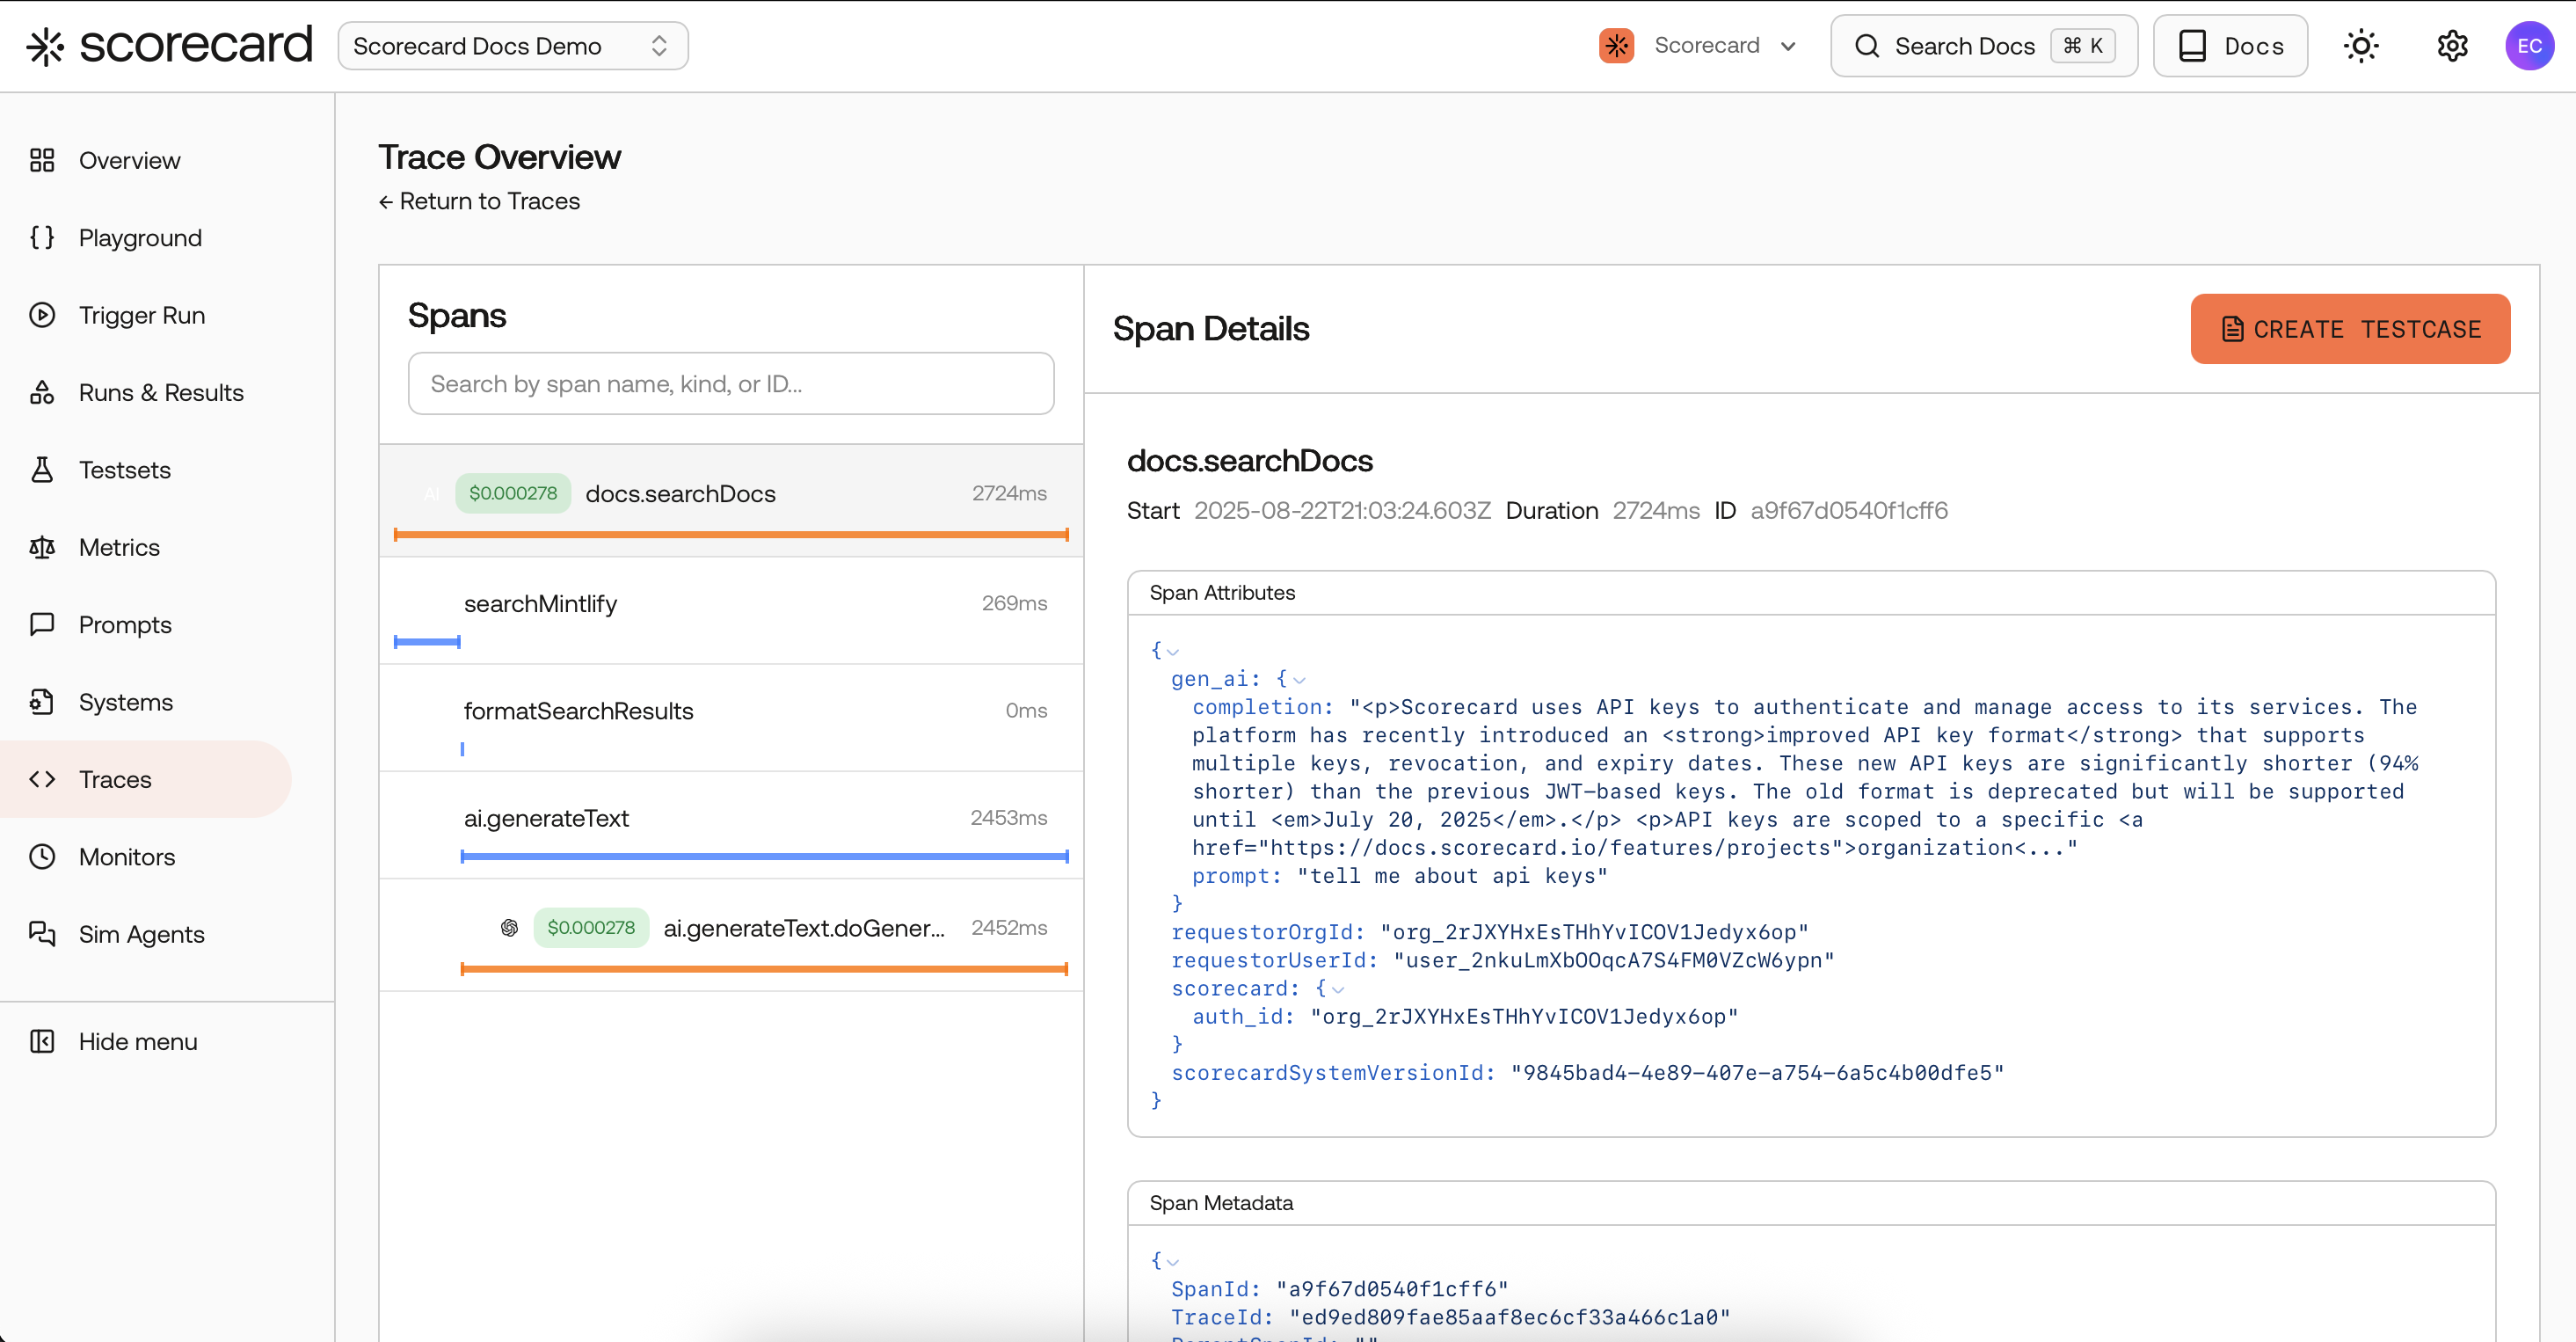 scorecard
Scorecard Docs Demo
Scorecard
Search Docs
⌘ K
Docs
EC
Overview
Playground
Trigger Run
Runs & Results
Testsets
Metrics
Prompts
Systems
Traces
Monitors
Sim Agents
Hide menu
Trace Overview
← Return to Traces
Spans
Search by span name, kind, or ID...
AI $0.000278 docs.searchDocs 2724ms
searchMintlify 269ms
formatSearchResults 0ms
ai.generateText 2453ms
$0.000278 ai.generateText.doGener... 2452ms
Span Details
CREATE TESTCASE
docs.searchDocs
Start 2025-08-22T21:03:24.603Z Duration 2724ms ID a9f67d0540f1cff6
Span Attributes
{
gen_ai: {
completion: "<p>Scorecard uses API keys to authenticate and manage access to its services. The
platform has recently introduced an <strong>improved API key format</strong> that supports
multiple keys, revocation, and expiry dates. These new API keys are significantly shorter (94%
shorter) than the previous JWT-based keys. The old format is deprecated but will be supported
until <em>July 20, 2025</em>.</p> <p>API keys are scoped to a specific <a
href="https://docs.scorecard.io/features/projects">organization<..."
prompt: "tell me about api keys"
}
requestorOrgId: "org_2rJXYHxEsTHhYvICOV1Jedyx6op"
requestorUserId: "user_2nkuLmXbOOqcA7S4FM0VZcW6ypn"
scorecard: {
auth_id: "org_2rJXYHxEsTHhYvICOV1Jedyx6op"
}
scorecardSystemVersionId: "9845bad4-4e89-407e-a754-6a5c4b00dfe5"
}
Span Metadata
{
SpanId: "a9f67d0540f1cff6"
TraceId: "ed9ed809fae85aaf8ec6cf33a466c1a0"
ParentSpanId: ""